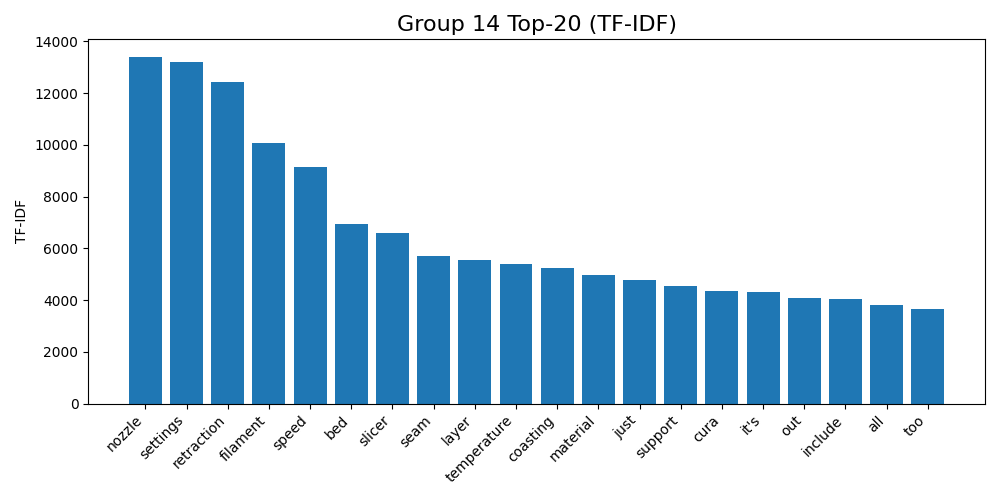 Group 14 Top-20 (TF-IDF)
TF-IDF
14000
12000
10000
8000
6000
4000
2000
0
nozzle
settings
retraction
filament
speed
bed
slicer
seam
layer
temperature
coasting
material
just
support
cura
it's
out
include
all
too